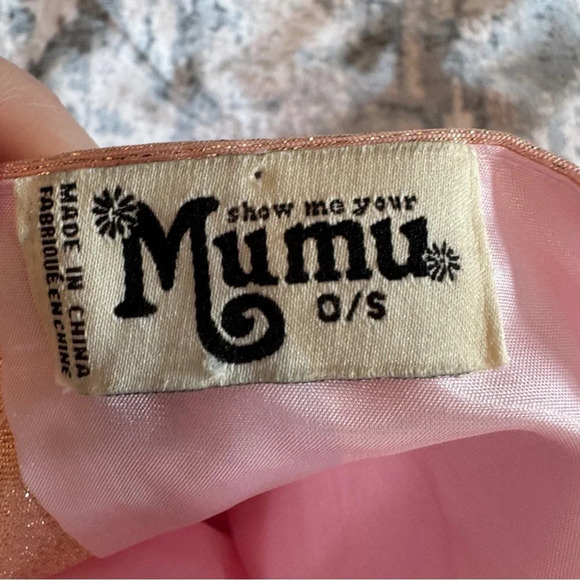 show me your
Mumu
O/S
MADE IN CHINA
FABRIQUÉ EN CHINE